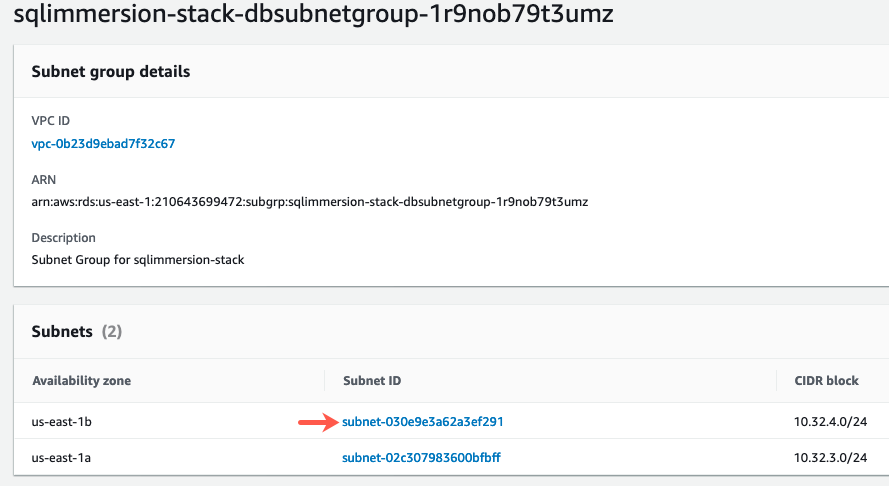 sqlimmersion-stack-dbsubnetgroup-1r9nob79t3umz
Subnet group details
VPC ID
vpc-0b23d9ebad7f32c67
ARN
arn:aws:rds:us-east-1:210643699472:subgrp:sqlimmersion-stack-dbsubnetgroup-1r9nob79t3umz
Description
Subnet Group for sqlimmersion-stack
Subnets (2)
Availability zone Subnet ID CIDR block
us-east-1b subnet-030e9e3a62a3ef291 10.32.4.0/24
us-east-1a subnet-02c307983600bfbff 10.32.3.0/24